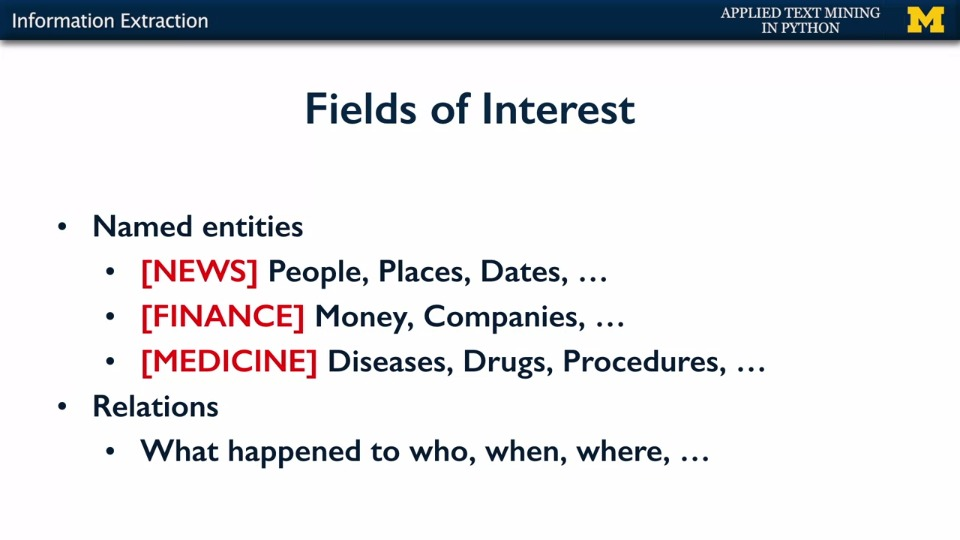 Information Extraction
APPLIED TEXT MINING
IN PYTHON
M
Fields of Interest
• Named entities
• [NEWS] People, Places, Dates, …
• [FINANCE] Money, Companies, …
• [MEDICINE] Diseases, Drugs, Procedures, …
• Relations
• What happened to who, when, where, …